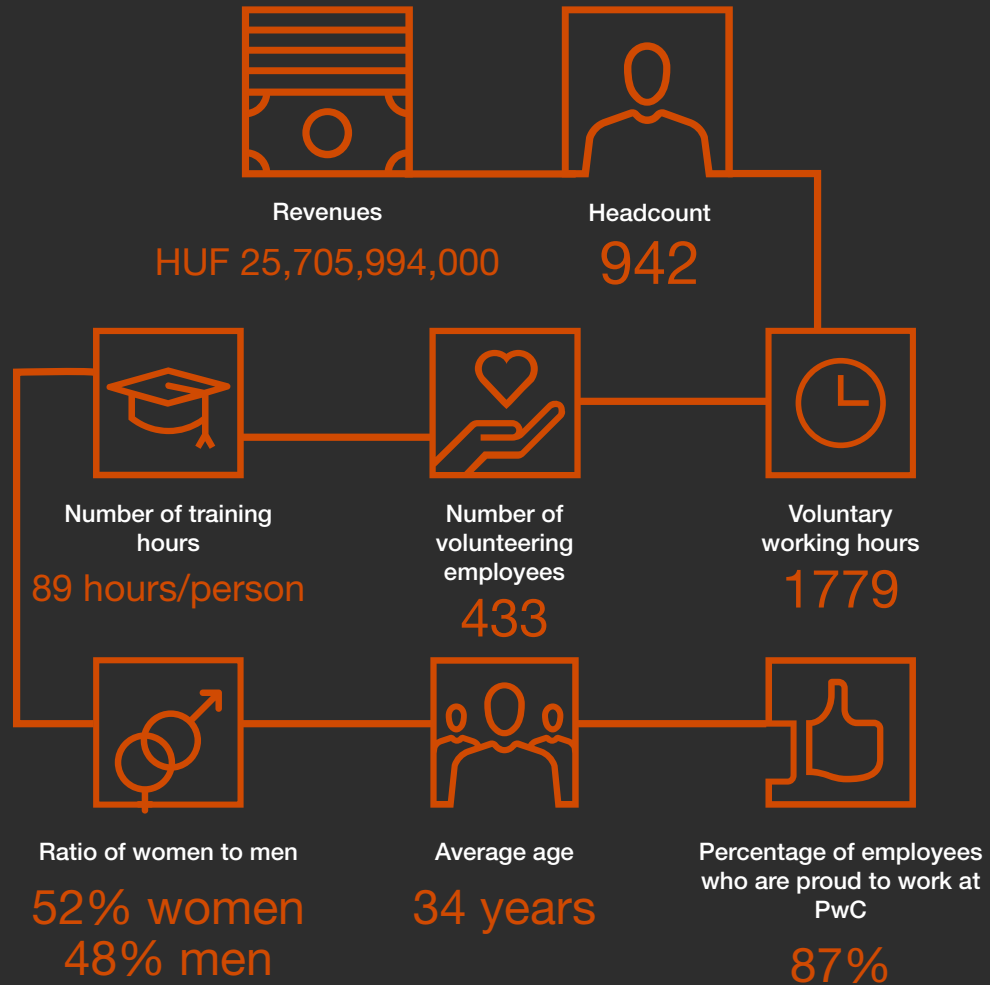 Revenues
HUF 25,705,994,000
Headcount
942
Number of training
hours
89 hours/person
Number of
volunteering
employees
433
Voluntary
working hours
1779
Ratio of women to men
52% women
48% men
Average age
34 years
Percentage of employees
who are proud to work at
PwC
87%